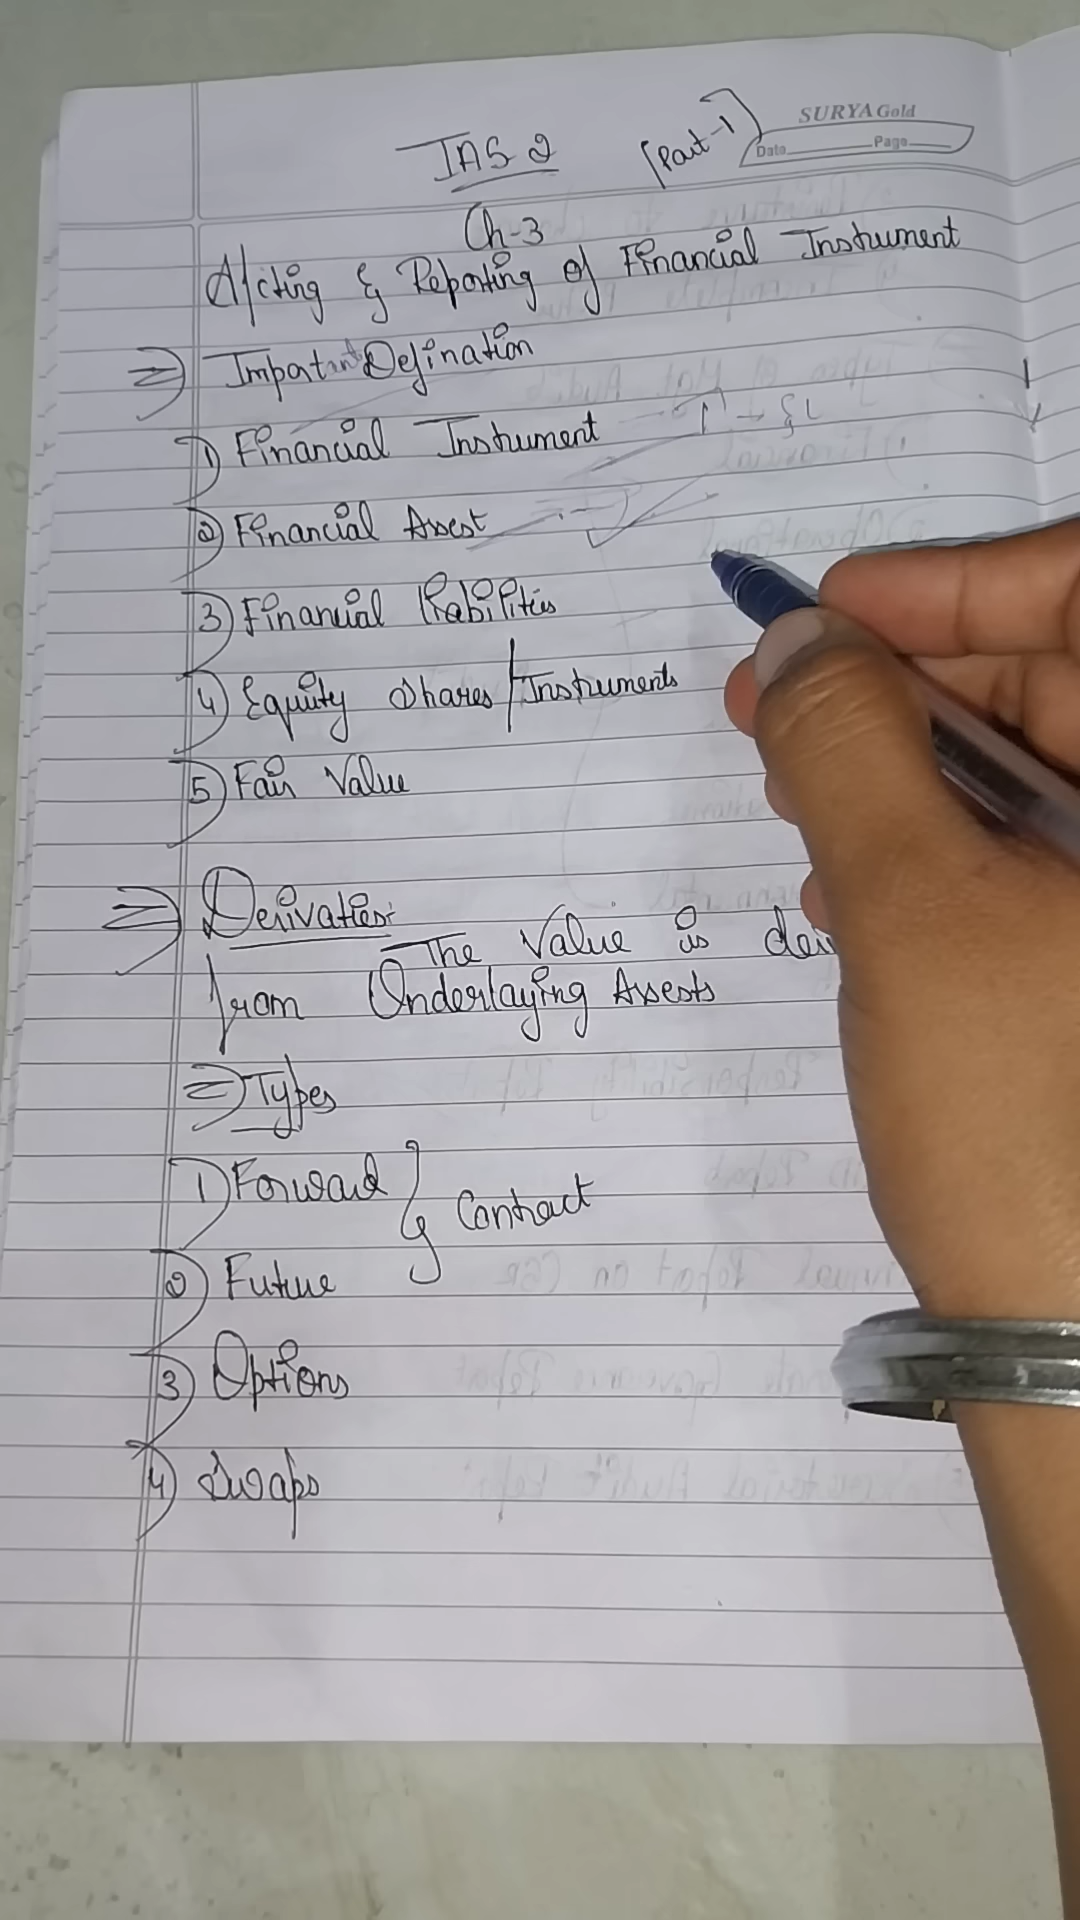 IAS 2 [Part-1]
SURYA Gold
Date Page
Ch-3
A/cting & Reporting of Financial Instrument
=> Important Defination
1) Financial Instrument
2) Financial Assest
3) Financial liabilities
4) Equity Shares/Instruments
5) Fair Value
=> Derivaties:
The Value is
from Underlaying Assests
=> Types
1) Forward } Contract
2) Future
3) Options
4) Swaps